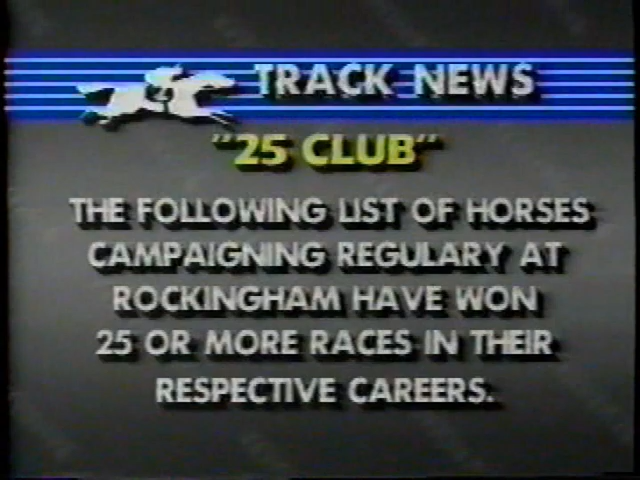 TRACK NEWS
"25 CLUB"
THE FOLLOWING LIST OF HORSES
CAMPAIGNING REGULARY AT
ROCKINGHAM HAVE WON
25 OR MORE RACES IN THEIR
RESPECTIVE CAREERS.